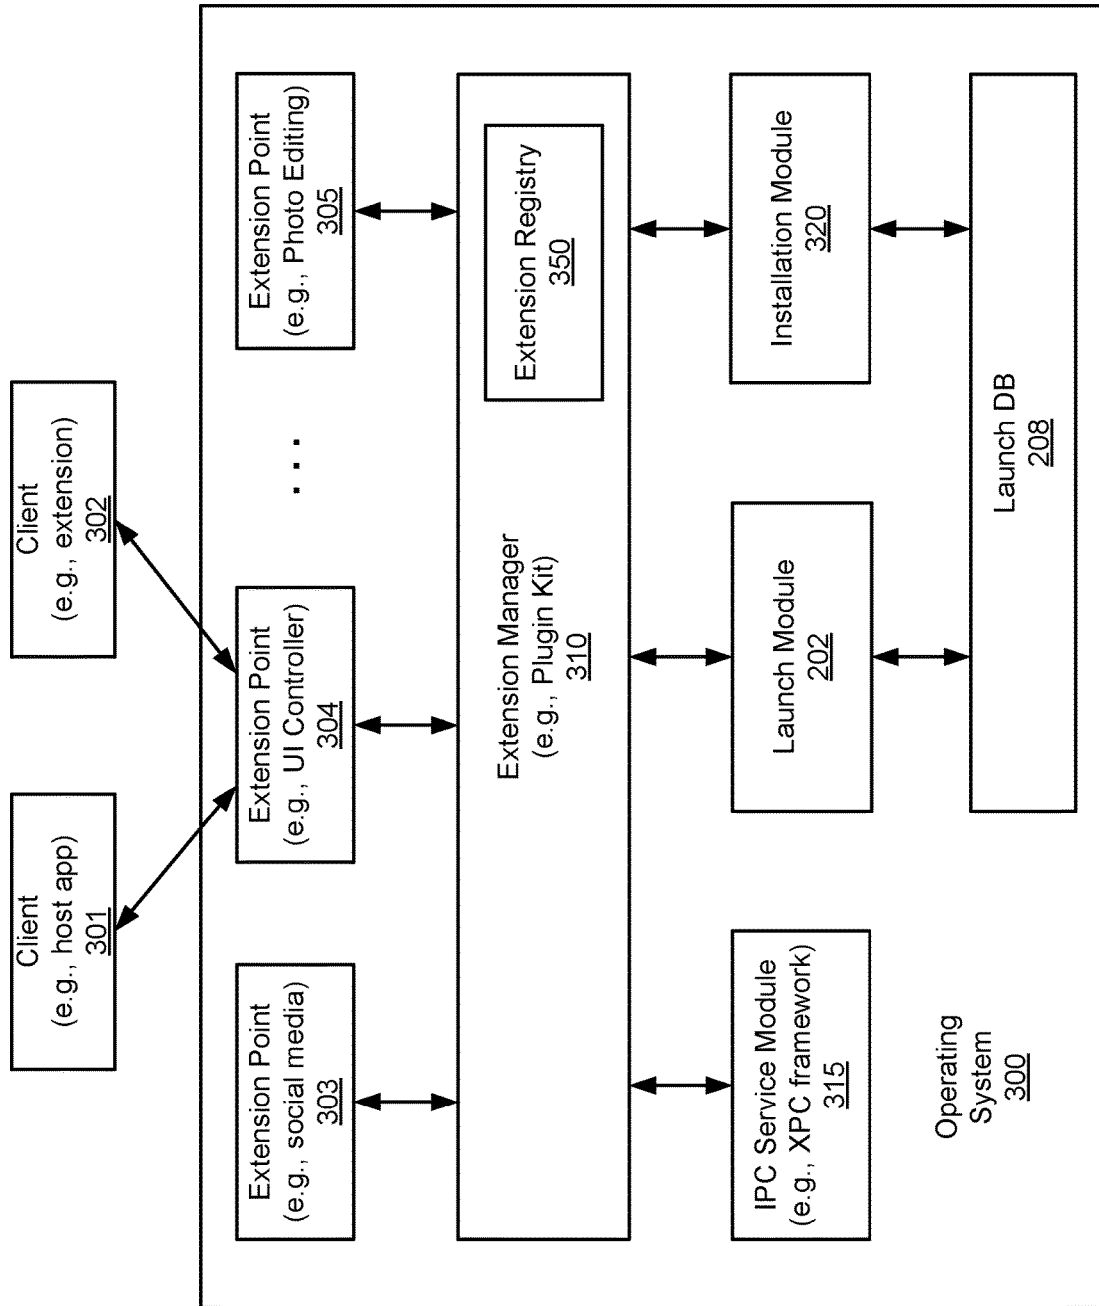 Client
(e.g., host app)
301
Client
(e.g., extension)
302
Extension Point
(e.g., social media)
303
Extension Point
(e.g., UI Controller)
304
. . .
Extension Point
(e.g., Photo Editing)
305
Extension Manager
(e.g., Plugin Kit)
310
Extension Registry
350
IPC Service Module
(e.g., XPC framework)
315
Launch Module
202
Installation Module
320
Launch DB
208
Operating
System
300